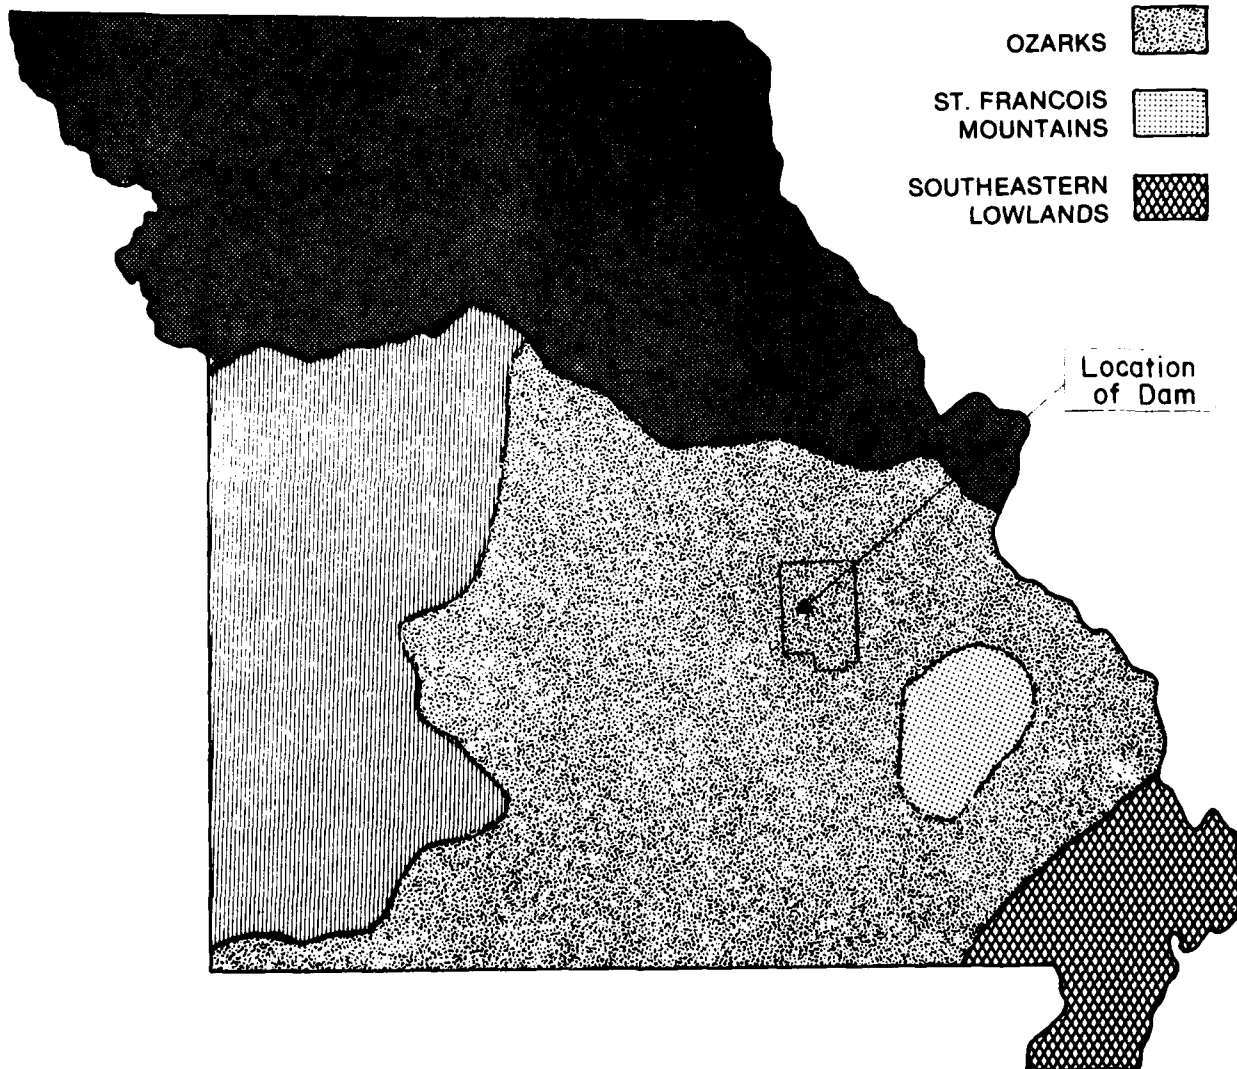 OZARKS
ST. FRANCOIS
MOUNTAINS
SOUTHEASTERN
LOWLANDS
Location
of Dam